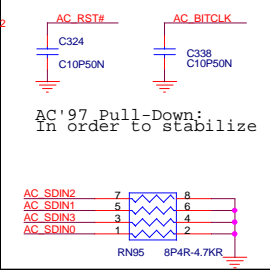 2
AC_RST# AC_BITCLK
C324 C338
C10P50N C10P50N
AC'97 Pull-Down:
In order to stabilize
AC_SDIN2 7 8
AC_SDIN1 5 6
AC_SDIN3 3 4
AC_SDIN0 1 2
RN95 8P4R-4.7KR